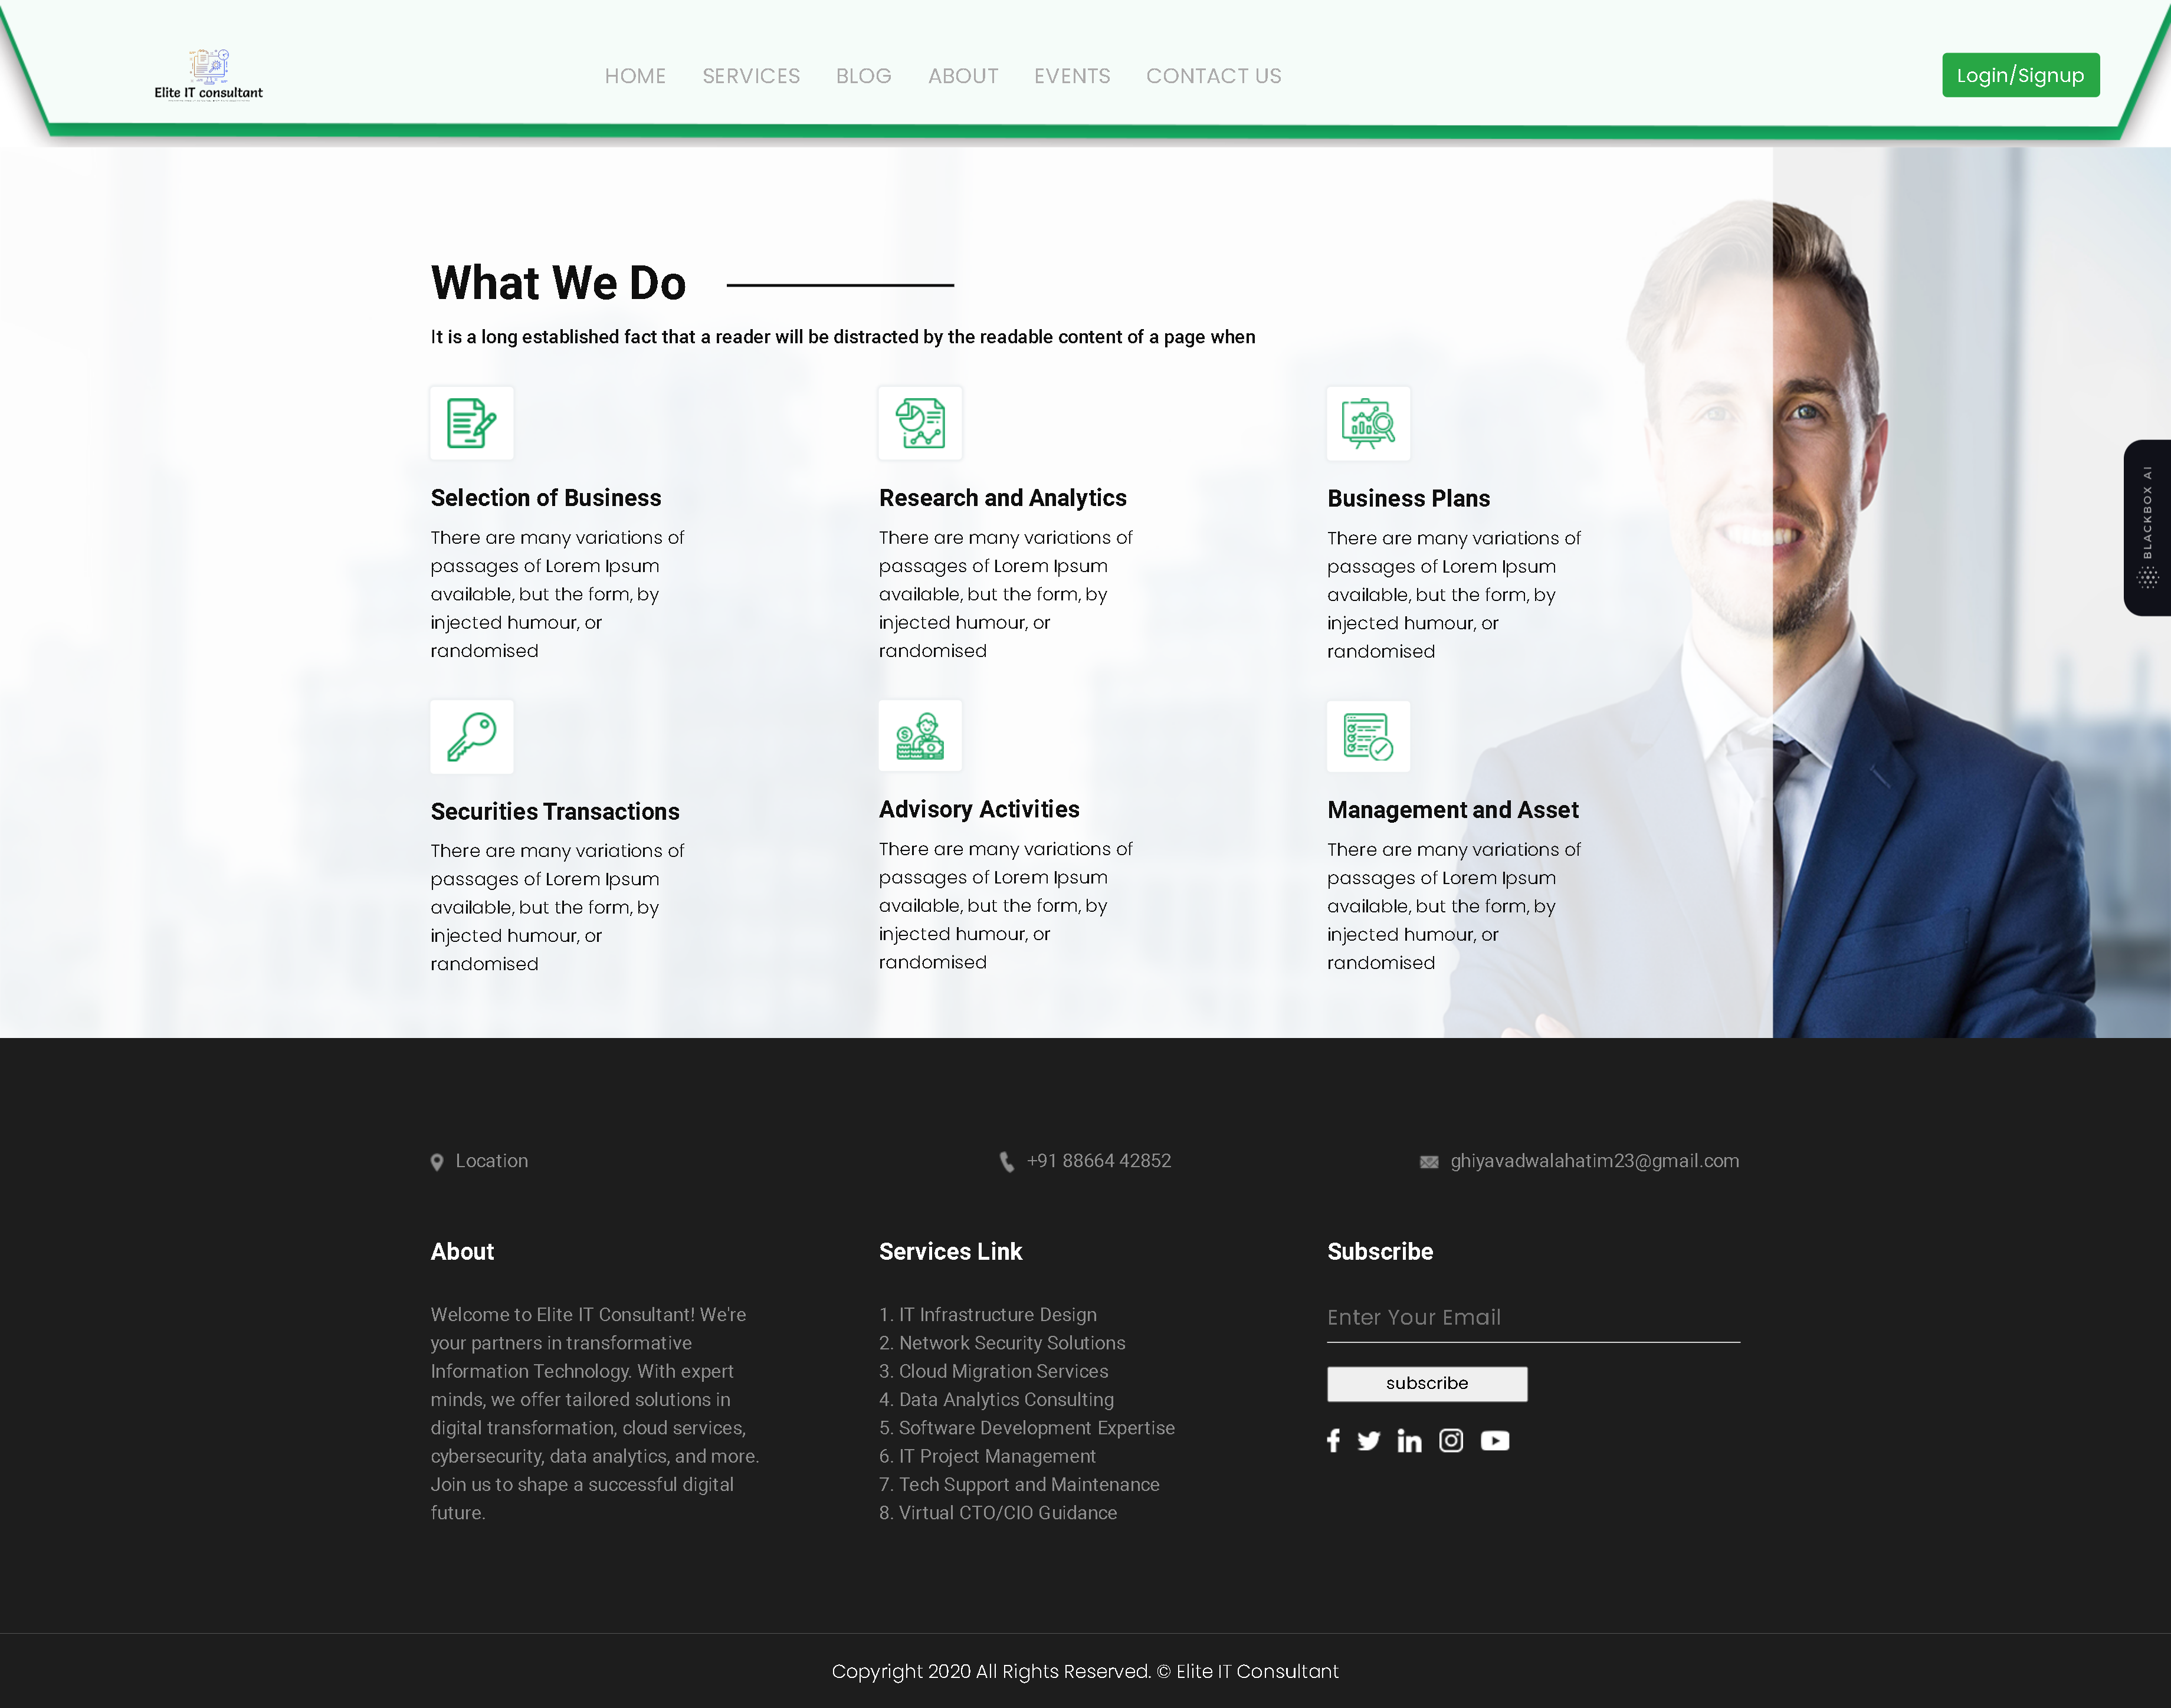 Elite IT consultant
HOME SERVICES BLOG ABOUT EVENTS CONTACT US
Login/Signup
What We Do
It is a long established fact that a reader will be distracted by the readable content of a page when
Selection of Business
There are many variations of
passages of Lorem Ipsum
available, but the form, by
injected humour, or
randomised
Research and Analytics
There are many variations of
passages of Lorem Ipsum
available, but the form, by
injected humour, or
randomised
Business Plans
There are many variations of
passages of Lorem Ipsum
available, but the form, by
injected humour, or
randomised
BLACKBOX AI
Securities Transactions
There are many variations of
passages of Lorem Ipsum
available, but the form, by
injected humour, or
randomised
Advisory Activities
There are many variations of
passages of Lorem Ipsum
available, but the form, by
injected humour, or
randomised
Management and Asset
There are many variations of
passages of Lorem Ipsum
available, but the form, by
injected humour, or
randomised
Location
+91 88664 42852
ghiyavadwalahatim23@gmail.com
About
Welcome to Elite IT Consultant! We're
your partners in transformative
Information Technology. With expert
minds, we offer tailored solutions in
digital transformation, cloud services,
cybersecurity, data analytics, and more.
Join us to shape a successful digital
future.
Services Link
1. IT Infrastructure Design
2. Network Security Solutions
3. Cloud Migration Services
4. Data Analytics Consulting
5. Software Development Expertise
6. IT Project Management
7. Tech Support and Maintenance
8. Virtual CTO/CIO Guidance
Subscribe
Enter Your Email
subscribe
Copyright 2020 All Rights Reserved. © Elite IT Consultant